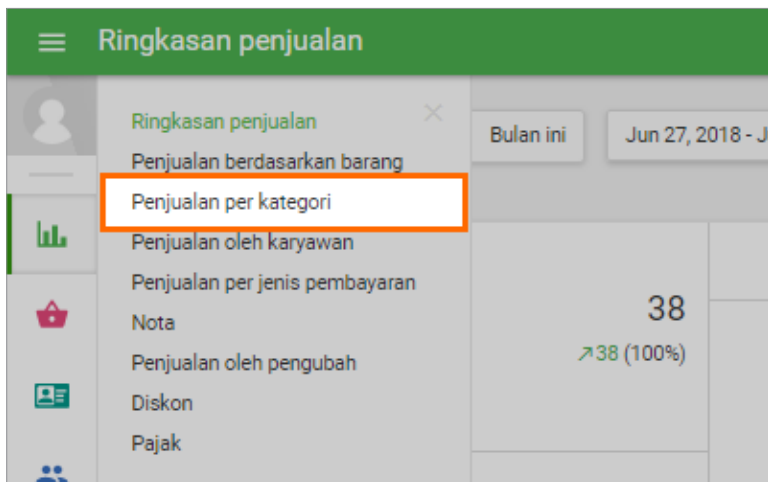 Ringkasan penjualan
Ringkasan penjualan
Penjualan berdasarkan barang
Penjualan per kategori
Penjualan oleh karyawan
Penjualan per jenis pembayaran
Nota
Penjualan oleh pengubah
Diskon
Pajak
Bulan ini
Jun 27, 2018 -
38
38 (100%)